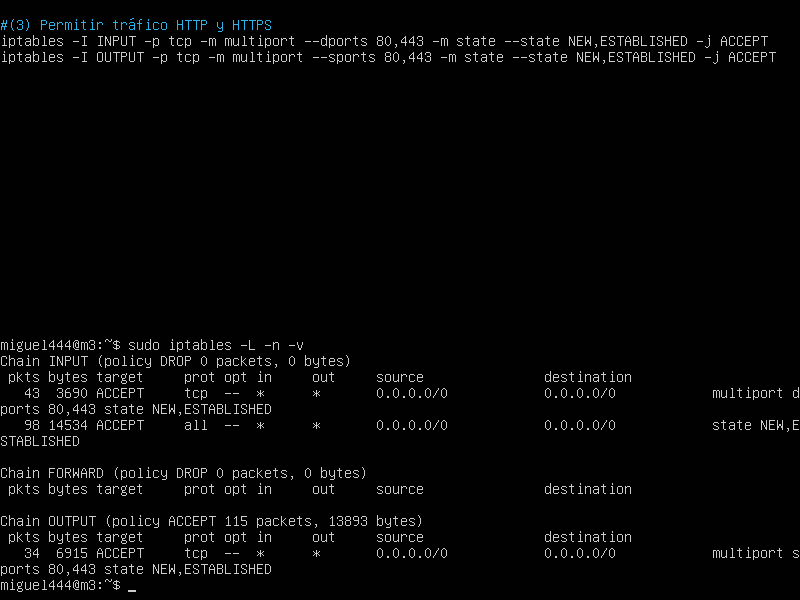 #(3) Permitir tráfico HTTP y HTTPS
iptables -I INPUT -p tcp -m multiport --dports 80,443 -m state --state NEW,ESTABLISHED -j ACCEPT
iptables -I OUTPUT -p tcp -m multiport --sports 80,443 -m state --state NEW,ESTABLISHED -j ACCEPT
miguel444@m3:~$ sudo iptables -L -n -v
Chain INPUT (policy DROP 0 packets, 0 bytes)
 pkts bytes target     prot opt in     out     source               destination
   43  3690 ACCEPT     tcp  --  *      *       0.0.0.0/0            0.0.0.0/0            multiport d
ports 80,443 state NEW,ESTABLISHED
   98 14534 ACCEPT     all  --  *      *       0.0.0.0/0            0.0.0.0/0            state NEW,E
STABLISHED
Chain FORWARD (policy DROP 0 packets, 0 bytes)
 pkts bytes target     prot opt in     out     source               destination
Chain OUTPUT (policy ACCEPT 115 packets, 13893 bytes)
 pkts bytes target     prot opt in     out     source               destination
   34  6915 ACCEPT     tcp  --  *      *       0.0.0.0/0            0.0.0.0/0            multiport s
ports 80,443 state NEW,ESTABLISHED
miguel444@m3:~$ _